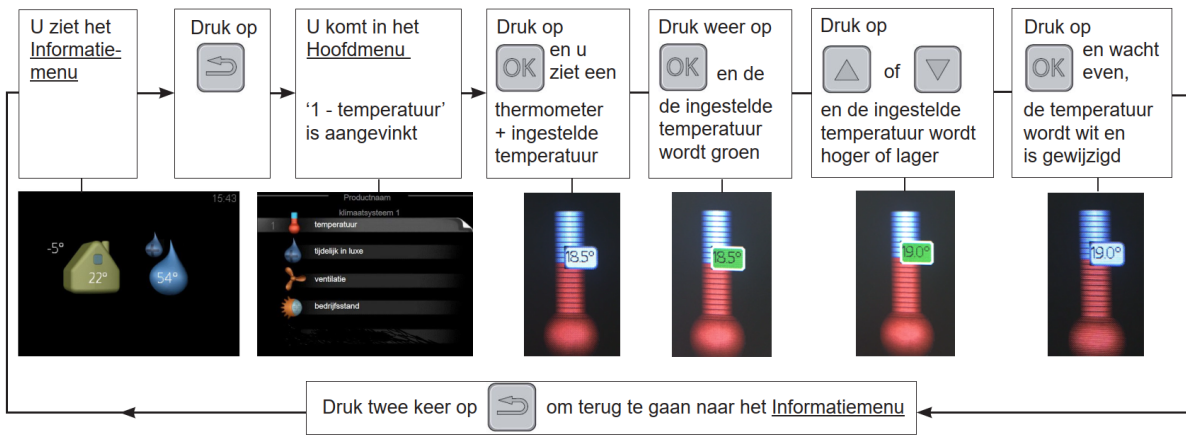 U ziet het
Informatie-
menu
Druk op
U komt in het
Hoofdmenu
‘1 - temperatuur’
is aangevinkt
Druk op
OK en u
ziet een
thermometer
+ ingestelde
temperatuur
Druk weer op
OK en de
de ingestelde
temperatuur
wordt groen
Druk op
of
en de ingestelde
temperatuur wordt
hoger of lager
Druk op
OK en wacht
even,
de temperatuur
wordt wit en
is gewijzigd
15:43
-5°
22°
54°
Productnaam
klimaatsysteem 1
1 temperatuur
tijdelijk in luxe
ventilatie
bedrijfsstand
18.5°
18.5°
19.0°
19.0°
Druk twee keer op om terug te gaan naar het Informatiemenu